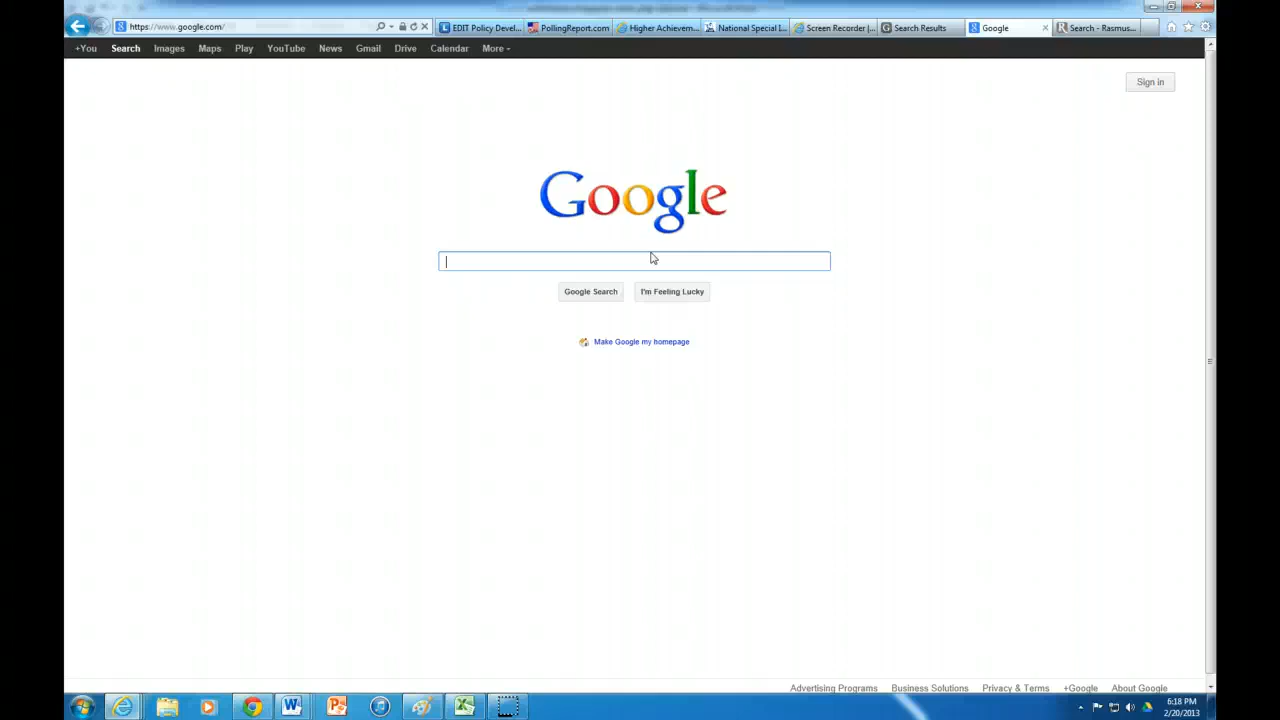 https://www.google.com/
EDIT Policy Devel...
PollingReport.com
Higher Achievem...
National Special I...
Screen Recorder |...
Search Results
Google
Search - Rasmus...
+You Search Images Maps Play YouTube News Gmail Drive Calendar More
Sign in
Google
Google Search
I'm Feeling Lucky
Make Google my homepage
Advertising Programs Business Solutions Privacy & Terms +Google About Google
6:18 PM
2/20/2013